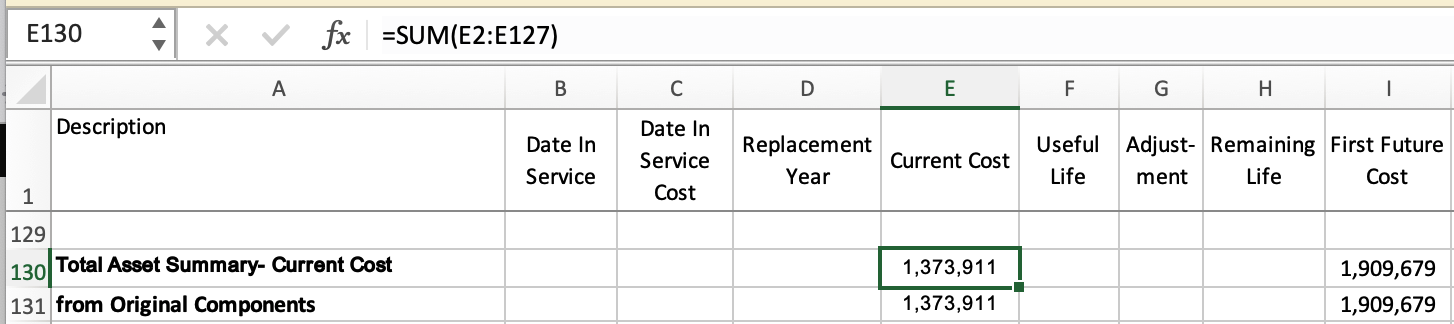 E130
fx =SUM(E2:E127)
A B C D E F G H I
1 Description Date In Service Date In Service Cost Replacement Year Current Cost Useful Life Adjust-ment Remaining Life First Future Cost
129
130 Total Asset Summary- Current Cost 1,373,911 1,909,679
131 from Original Components 1,373,911 1,909,679